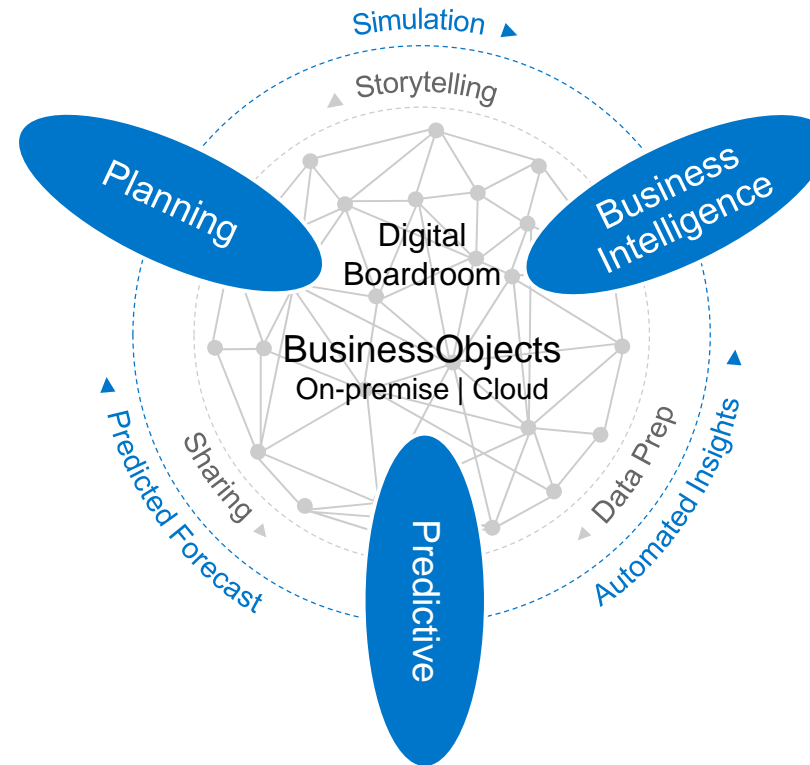 Simulation
Storytelling
Planning
Business
Intelligence
Digital
Boardroom
BusinessObjects
On-premise | Cloud
Predicted Forecast
Sharing
Data Prep
Automated Insights
Predictive